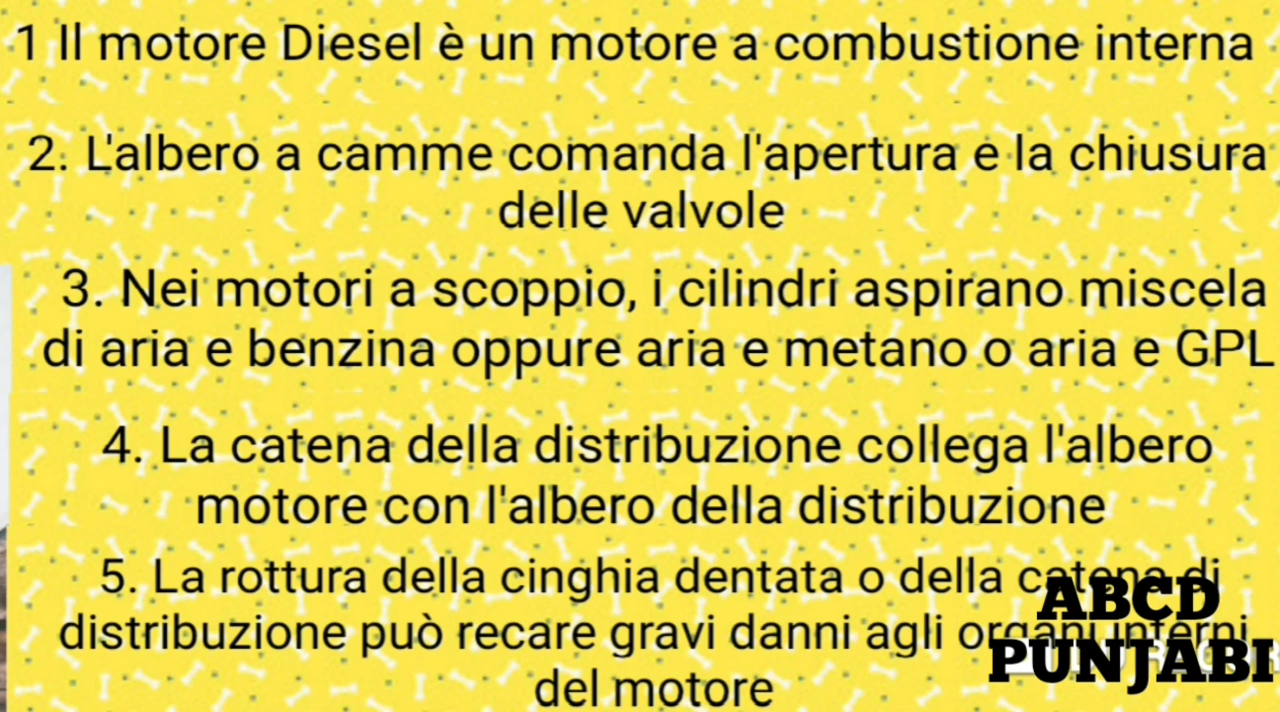 1 Il motore Diesel è un motore a combustione interna
2. L'albero a camme comanda l'apertura e la chiusura
delle valvole
3. Nei motori a scoppio, i cilindri aspirano miscela
di aria e benzina oppure aria e metano o aria e GPL
4. La catena della distribuzione collega l'albero
motore con l'albero della distribuzione
5. La rottura della cinghia dentata o della catena di
distribuzione può recare gravi danni agli organi interni
del motore
ABCD
PUNJABI